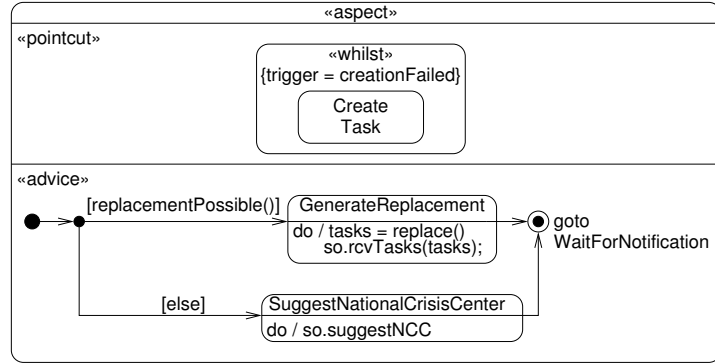 «aspect»
«pointcut»
«whilst»
{trigger = creationFailed}
Create
Task
«advice»
[replacementPossible()]
GenerateReplacement
do / tasks = replace()
so.rcvTasks(tasks);
goto
WaitForNotification
[else]
SuggestNationalCrisisCenter
do / so.suggestNCC